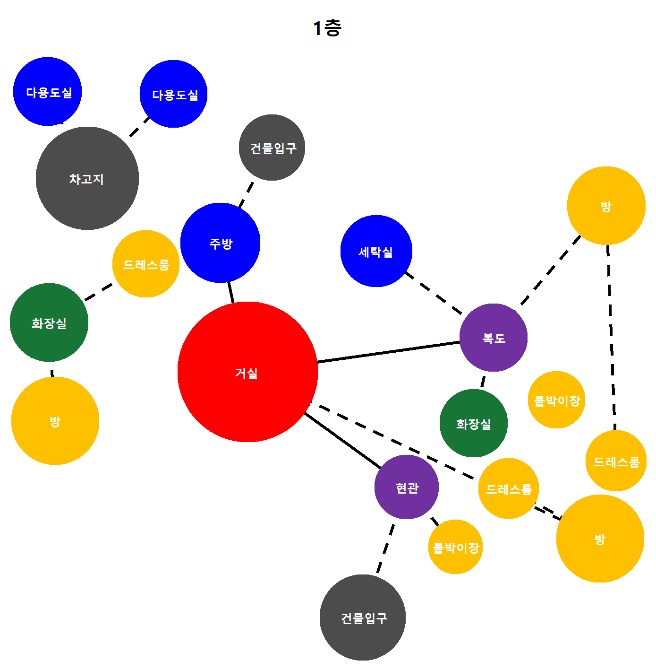 1층
다용도실
다용도실
건물입구
차고지
방
주방
세탁실
드레스룸
화장실
복도
거실
붙박이장
방
화장실
드레스룸
현관
드레스룸
방
붙박이장
건물입구